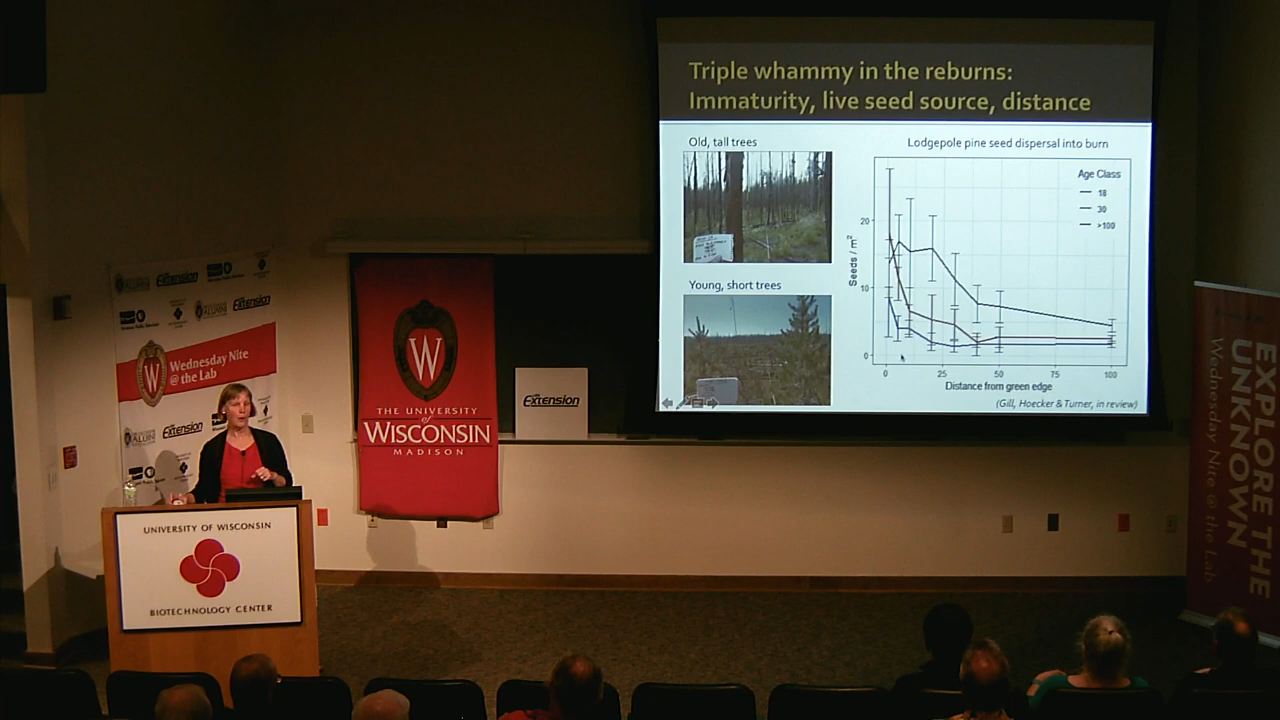 Triple whammy in the reburns:
Immaturity, live seed source, distance
Old, tall trees
Young, short trees
Lodgepole pine seed dispersal into burn
Age Class
18
30
>100
20
10
0
Seeds / m²
0
25
50
75
100
Distance from green edge
(Gill, Hoecker & Turner, in review)
Extension
Extension
Wednesday Nite
@ the Lab
Extension
W
THE UNIVERSITY
of
WISCONSIN
MADISON
Extension
UNIVERSITY OF WISCONSIN
BIOTECHNOLOGY CENTER
EXPLORE THE
UNKNOWN
Wednesday Nite @ the Lab